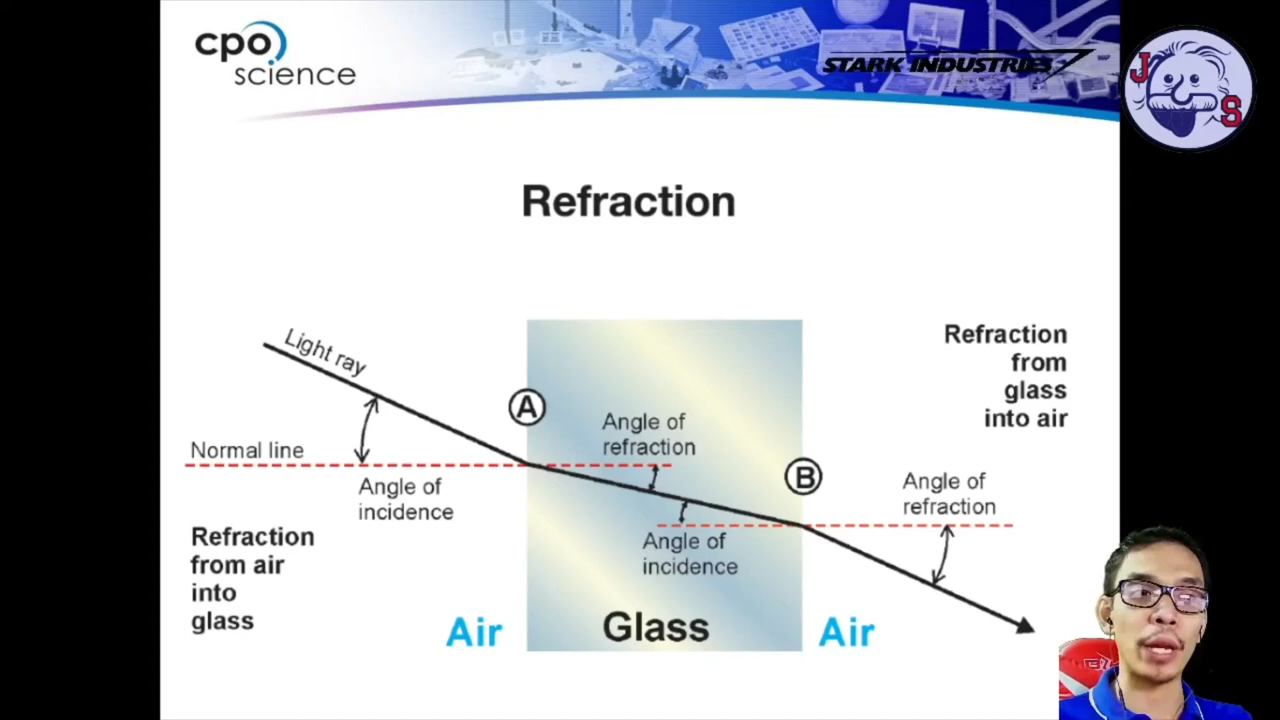 cpo
science
STARK INDUSTRIES
J
S
Refraction
Light ray
Normal line
Angle of
incidence
Refraction
from air
into
glass
A
Angle of
refraction
Angle of
incidence
B
Air
Glass
Air
Refraction
from
glass
into air
Angle of
refraction